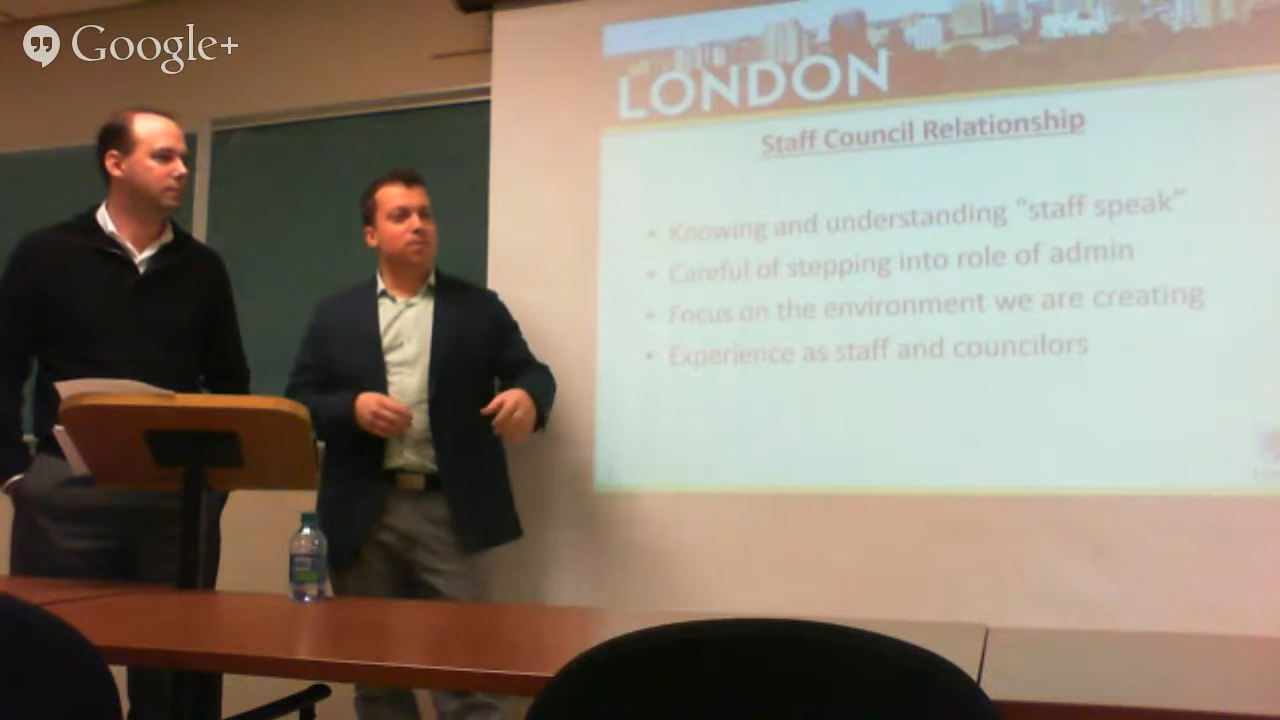 Google+
LONDON
Staff Council Relationship
• Knowing and understanding “staff speak”
• Careful of stepping into role of admin
• Focus on the environment we are creating
• Experience as staff and councilors